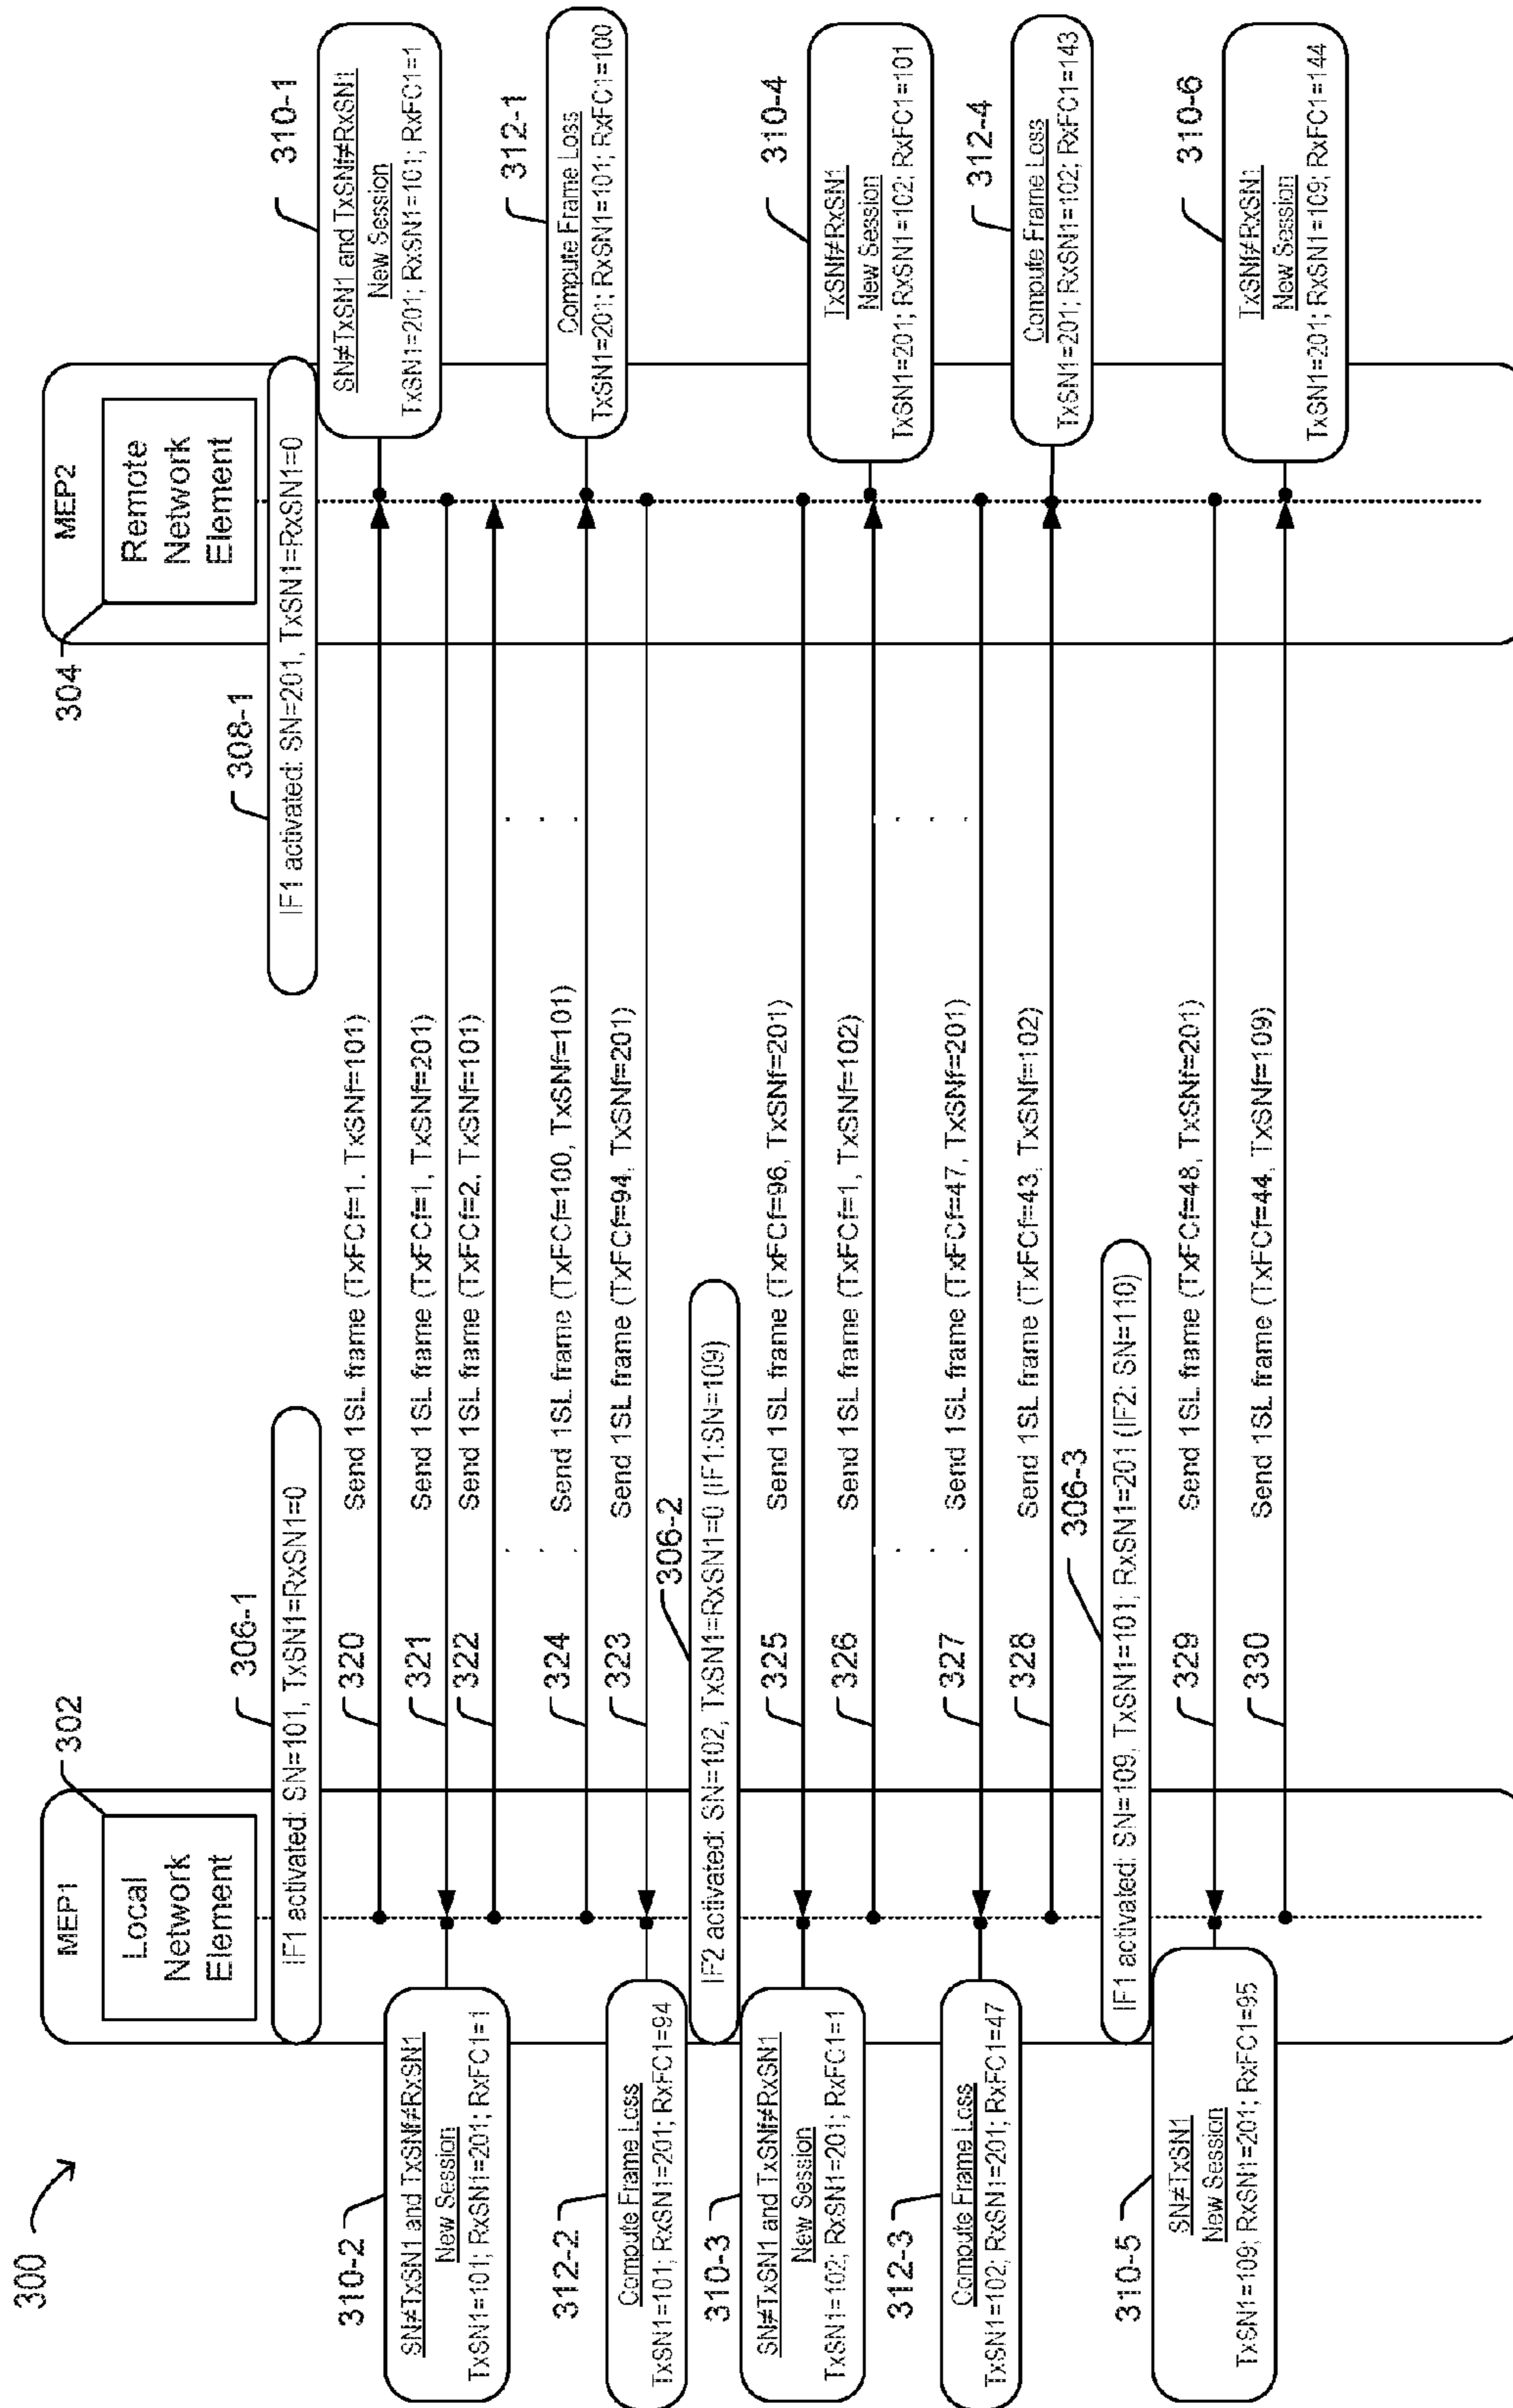 300
MEP1
302
Local
Network
Element
MEP2
304
Remote
Network
Element
306-1
IF1 activated: SN=101, TxSN1=RxSN1=0
308-1
IF1 activated: SN=201, TxSN1=RxSN1=0
320
Send 1SL frame (TxFCf=1, TxSNf=101)
310-1
SN≠TxSN1 and TxSNf≠RxSN1
New Session
TxSN1=201; RxSN1=101; RxFC1=1
310-2
SN≠TxSN1 and TxSNf≠RxSN1
New Session
TxSN1=101; RxSN1=201; RxFC1=1
321
Send 1SL frame (TxFCf=1, TxSNf=201)
322
Send 1SL frame (TxFCf=2, TxSNf=101)
324
Send 1SL frame (TxFCf=100, TxSNf=101)
312-1
Compute Frame Loss
TxSN1=201; RxSN1=101; RxFC1=100
312-2
Compute Frame Loss
TxSN1=101; RxSN1=201; RxFC1=94
323
Send 1SL frame (TxFCf=94, TxSNf=201)
306-2
IF2 activated: SN=102, TxSN1=RxSN1=0 (IF1:SN=109)
310-3
SN≠TxSN1 and TxSNf≠RxSN1
New Session
TxSN1=102; RxSN1=201; RxFC1=1
325
Send 1SL frame (TxFCf=96, TxSNf=201)
326
Send 1SL frame (TxFCf=1, TxSNf=102)
310-4
TxSNf≠RxSN1
New Session
TxSN1=201; RxSN1=102; RxFC1=101
312-3
Compute Frame Loss
TxSN1=102; RxSN1=201; RxFC1=47
327
Send 1SL frame (TxFCf=47, TxSNf=201)
328
Send 1SL frame (TxFCf=43, TxSNf=102)
312-4
Compute Frame Loss
TxSN1=201; RxSN1=102; RxFC1=143
306-3
IF1 activated: SN=109, TxSN1=101; RxSN1=201 (IF2: SN=110)
310-5
SN≠TxSN1
New Session
TxSN1=109; RxSN1=201; RxFC1=95
329
Send 1SL frame (TxFCf=48, TxSNf=201)
330
Send 1SL frame (TxFCf=44, TxSNf=109)
310-6
TxSNf≠RxSN1
New Session
TxSN1=201; RxSN1=109; RxFC1=144